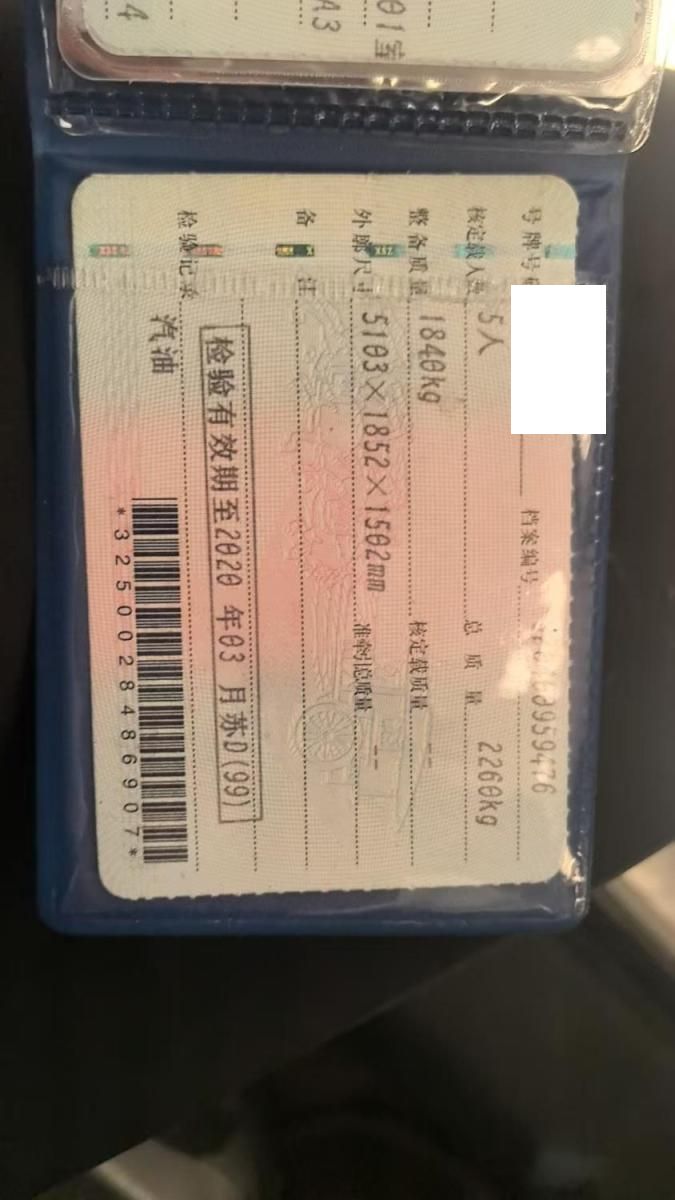 号牌号码
档案编号
核定载人数 5人 总质量 2260kg
整备质量 1840kg 核定载质量 --
外廓尺寸 5103×1852×1502mm 准牵引总质量 --
备注
检验有效期至2020 年03 月苏D(99)
检验记录
汽油
*3250028486907*